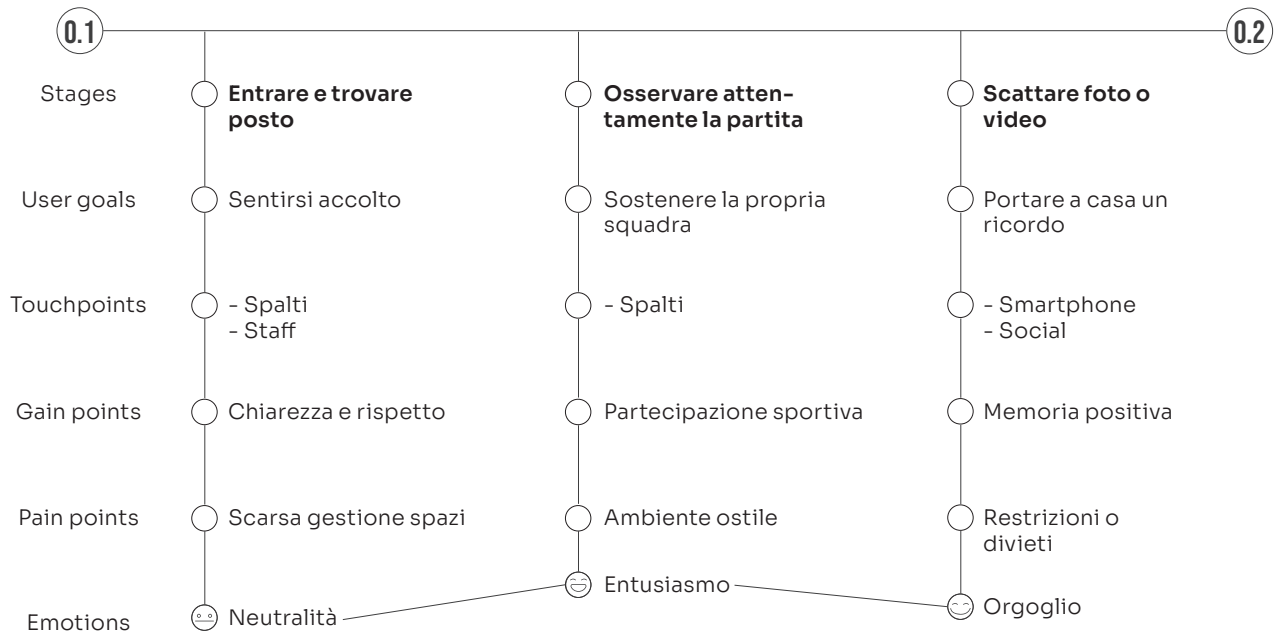 0.1
0.2
Stages
Entrare e trovare
posto
Osservare atten-
tamente la partita
Scattare foto o
video
User goals
Sentirsi accolto
Sostenere la propria
squadra
Portare a casa un
ricordo
Touchpoints
- Spalti
- Staff
- Spalti
- Smartphone
- Social
Gain points
Chiarezza e rispetto
Partecipazione sportiva
Memoria positiva
Pain points
Scarsa gestione spazi
Ambiente ostile
Restrizioni o
divieti
Emotions
Neutralità
Entusiasmo
Orgoglio